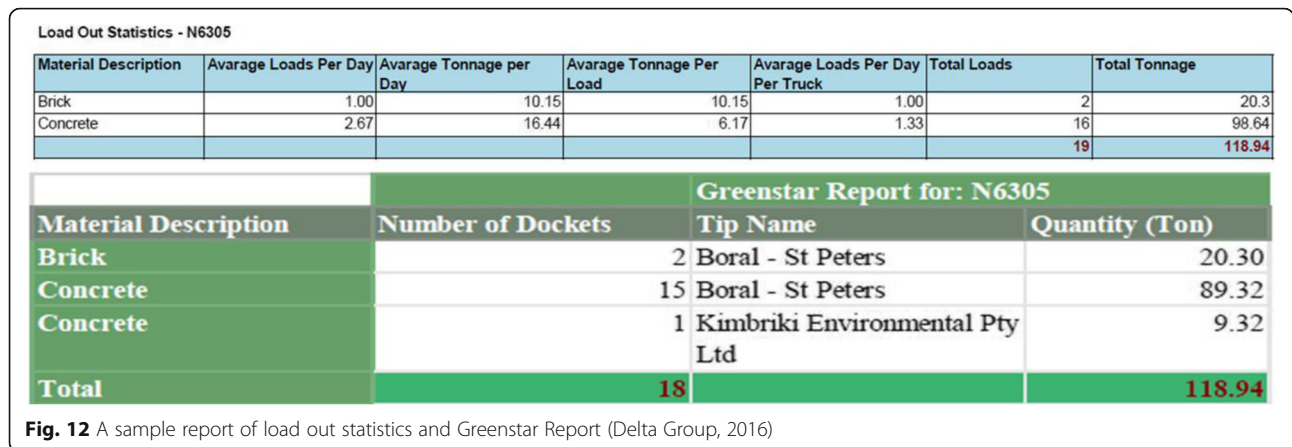 Load Out Statistics - N6305
Material Description Avarage Loads Per Day Avarage Tonnage per Day Avarage Tonnage Per Load Avarage Loads Per Day Per Truck Total Loads Total Tonnage
Brick 1.00 10.15 10.15 1.00 2 20.3
Concrete 2.67 16.44 6.17 1.33 16 98.64
19 118.94
Greenstar Report for: N6305
Material Description Number of Dockets Tip Name Quantity (Ton)
Brick 2 Boral - St Peters 20.30
Concrete 15 Boral - St Peters 89.32
Concrete 1 Kimbriki Environmental Pty 9.32
Ltd
Total 18 118.94
Fig. 12 A sample report of load out statistics and Greenstar Report (Delta Group, 2016)